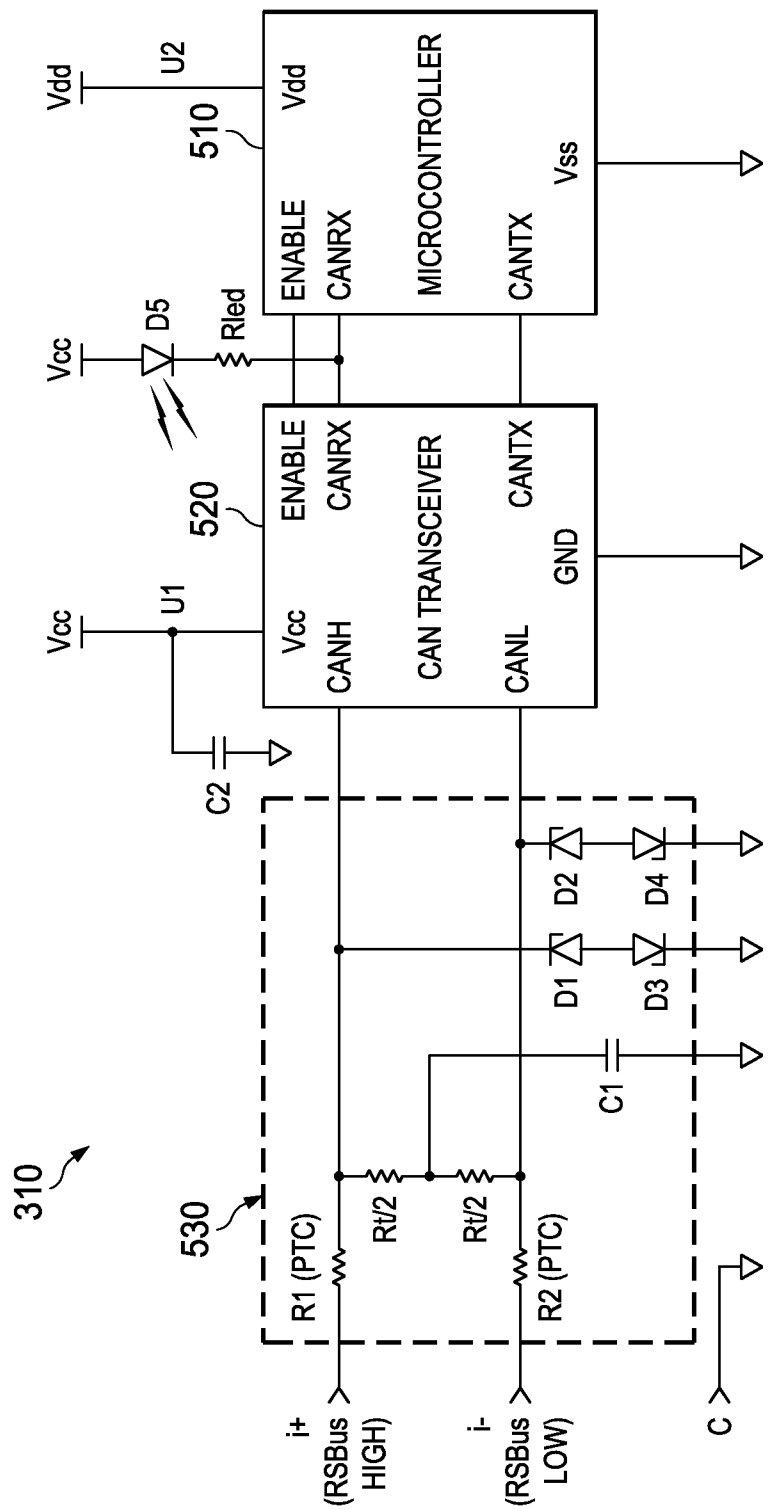 310
530
i+
(RSBus
HIGH)
R1 (PTC)
Rt/2
Rt/2
i-
(RSBus
LOW)
R2 (PTC)
C
C1
D1
D3
D2
D4
C2
Vcc
U1
520
Vcc
CANH
CANL
CAN TRANSCEIVER
ENABLE
CANRX
CANTX
GND
Vcc
D5
Rled
Vdd
U2
510
Vdd
ENABLE
CANRX
MICROCONTROLLER
CANTX
Vss